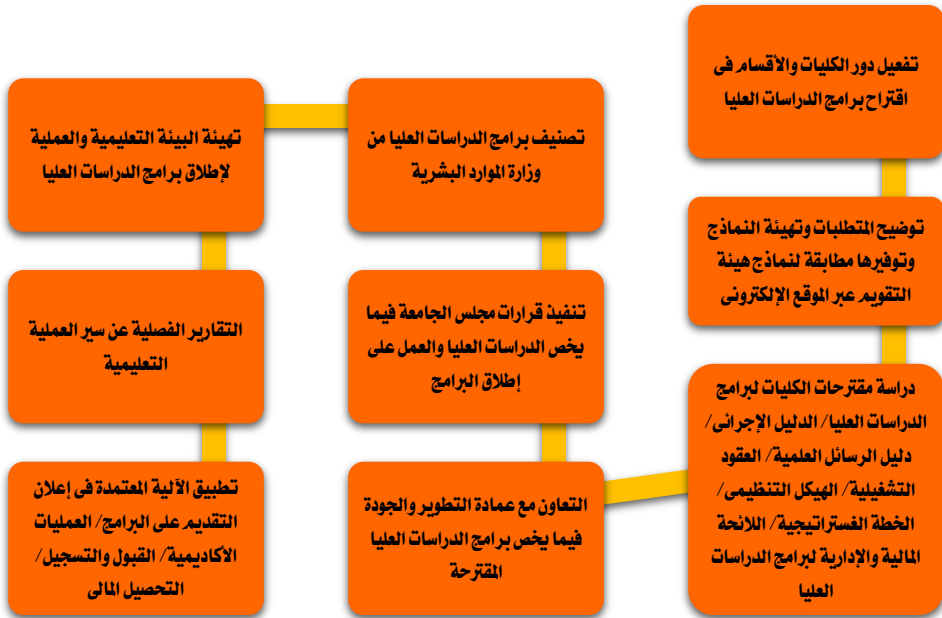 تفعيل دور الكليات والأقسام فى
اقتراح برامج الدراسات العليا
توضيح المتطلبات وتهيئة النماذج
وتوفيرها مطابقة لنماذج هيئة
التقويم عبر الموقع الإلكترونى
دراسة مقترحات الكليات لبرامج
الدراسات العليا/ الدليل الإجرائى/
دليل الرسائل العلمية/ العقود
التشغيلية/ الهيكل التنظيمى/
الخطة الغستراتيجية/ اللائحة
المالية والإدارية لبرامج الدراسات
العليا
التعاون مع عمادة التطوير والجودة
فيما يخص برامج الدراسات العليا
المقترحة
تنفيذ قرارات مجلس الجامعة فيما
يخص الدراسات العليا والعمل على
إطلاق البرامج
تصنيف برامج الدراسات العليا من
وزارة الموارد البشرية
تهيئة البيئة التعليمية والعملية
لإطلاق برامج الدراسات العليا
التقارير الفصلية عن سير العملية
التعليمية
تطبيق الآلية المعتمدة فى إعلان
التقديم على البرامج/ العمليات
الأكاديمية/ القبول والتسجيل/
التحصيل المالى